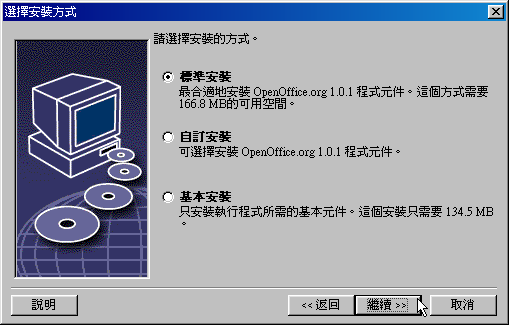 選擇安裝方式
請選擇安裝的方式。
標準安裝
最合適地安裝 OpenOffice.org 1.0.1 程式元件。這個方式需要
166.8 MB的可用空間。
自訂安裝
可選擇安裝 OpenOffice.org 1.0.1 程式元件。
基本安裝
只安裝執行程式所需的基本元件。這個安裝只需要 134.5 MB
。
說明
<< 返回
繼續 >>
取消